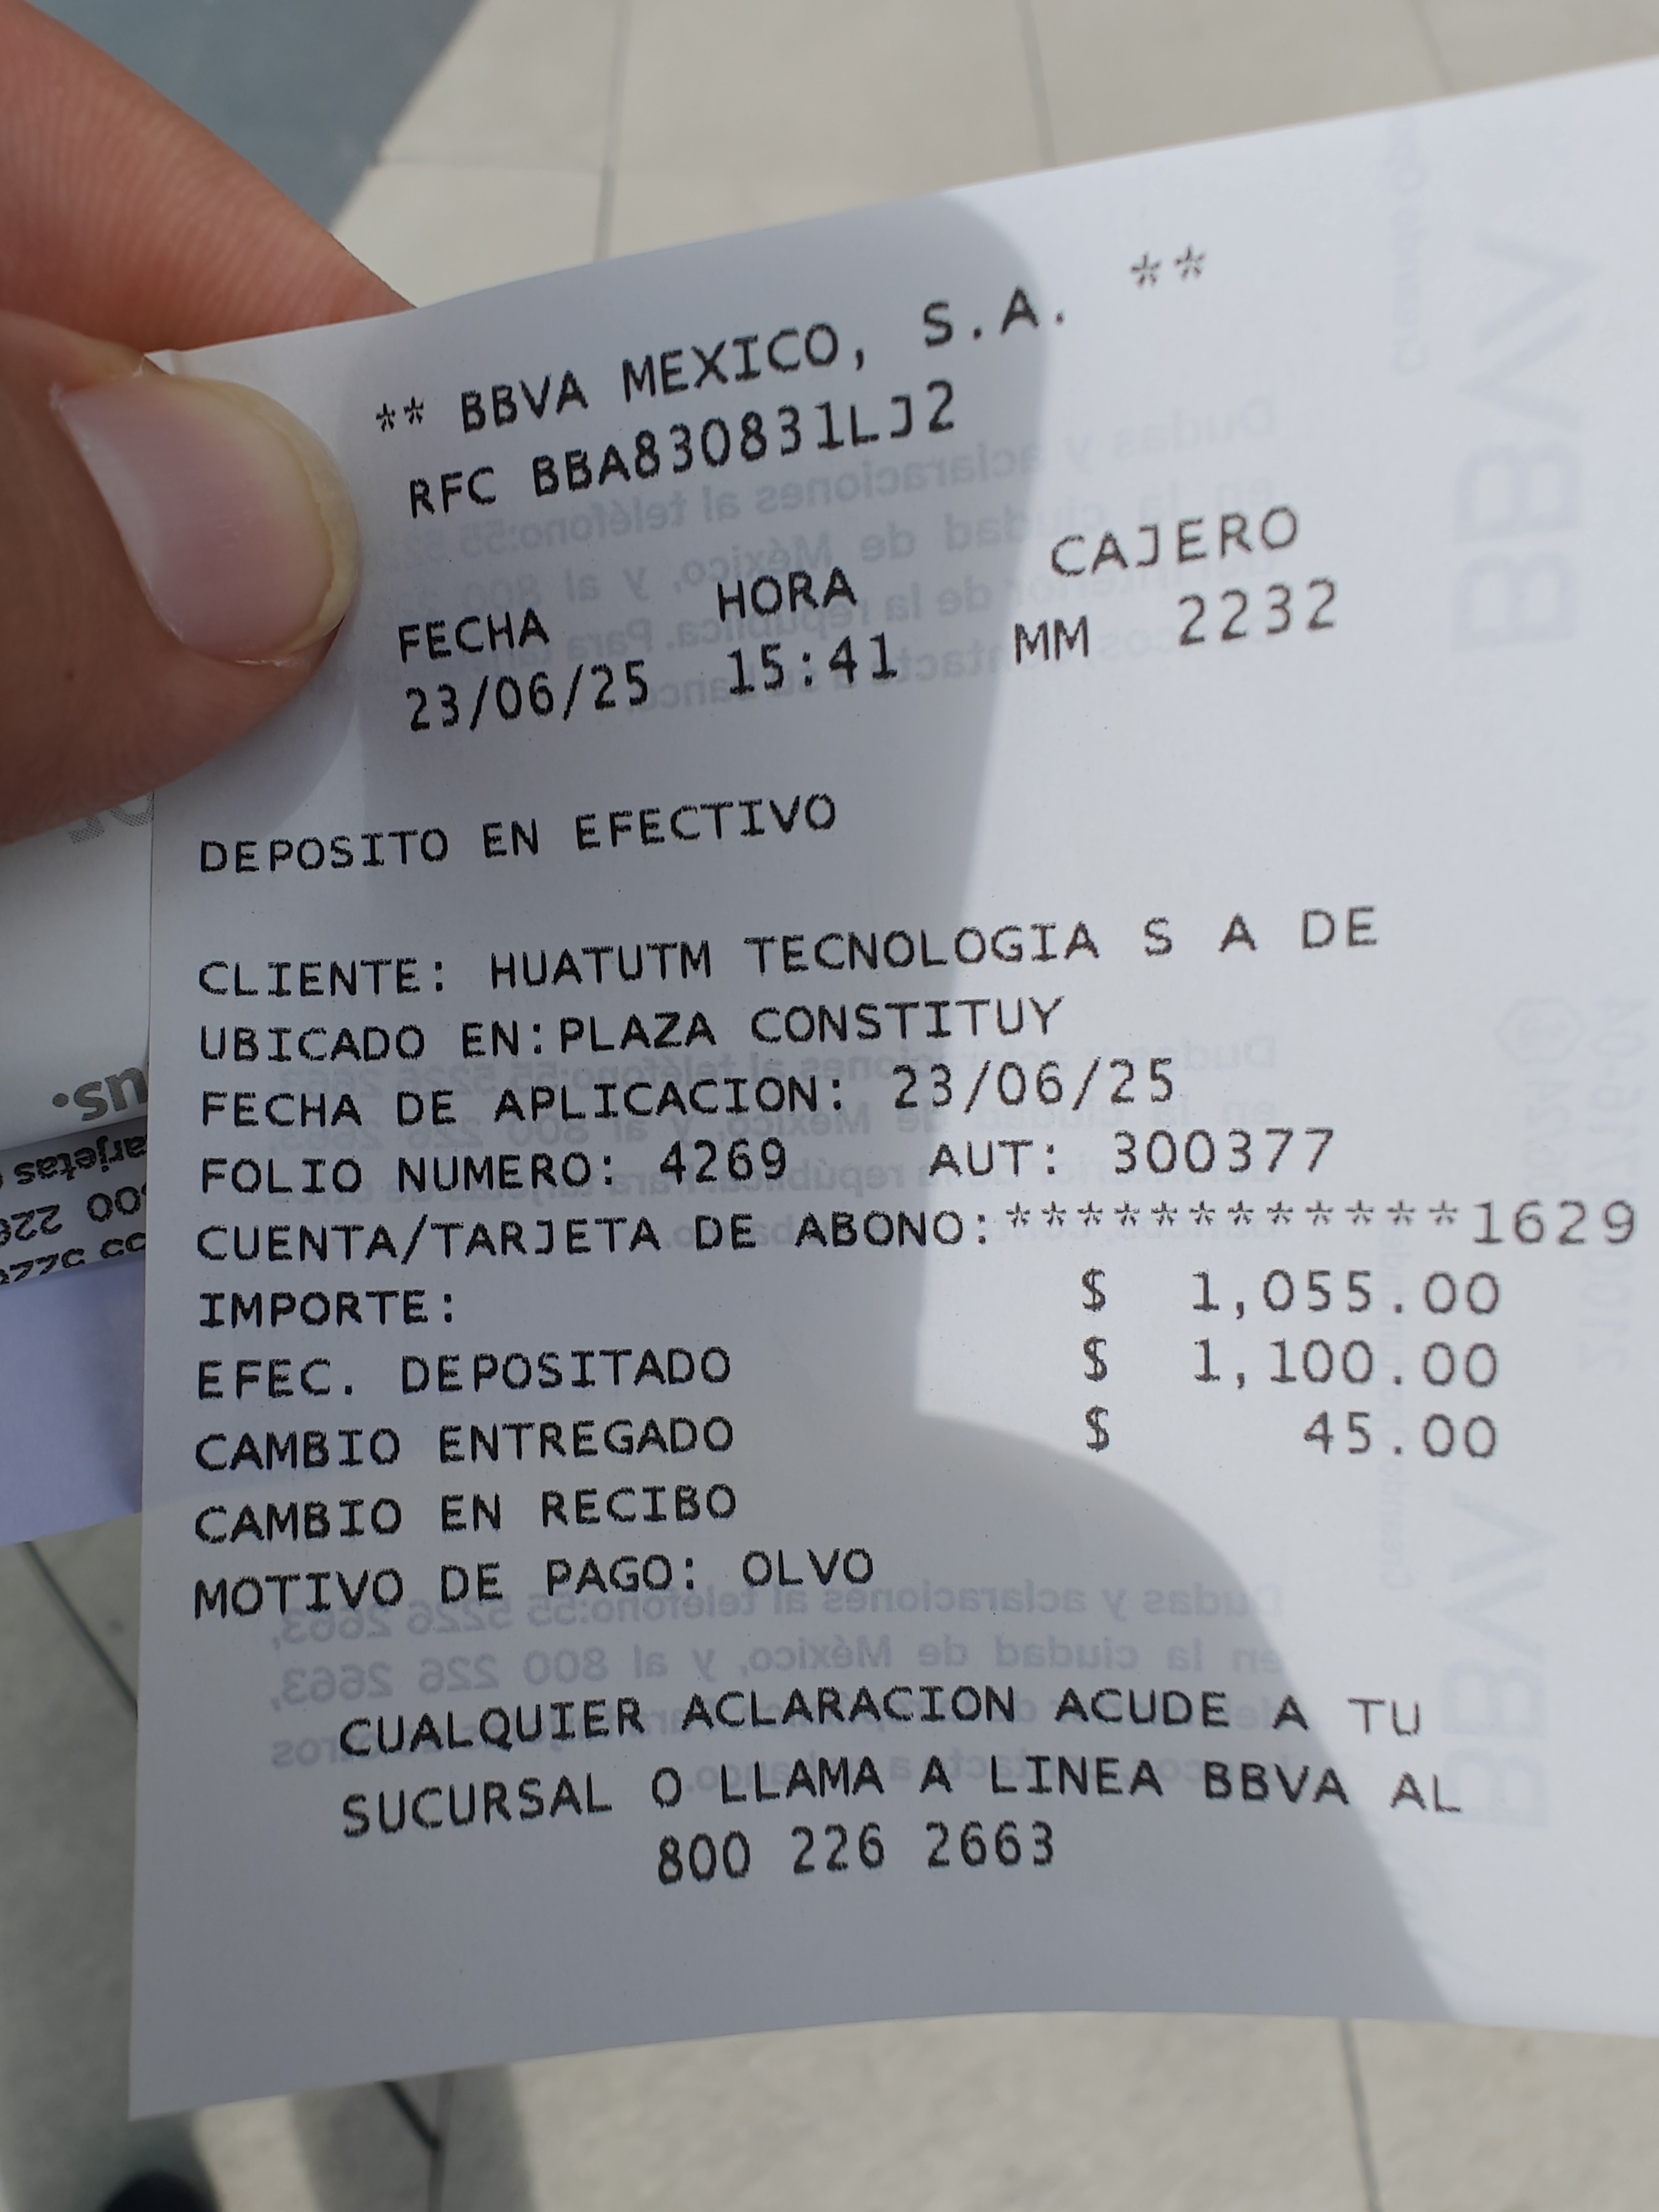 ** BBVA MEXICO, S.A. **
RFC BBA830831LJ2
FECHA HORA CAJERO
23/06/25 15:41 MM 2232
DEPOSITO EN EFECTIVO
CLIENTE: HUATUTM TECNOLOGIA S A DE
UBICADO EN:PLAZA CONSTITUY
FECHA DE APLICACION: 23/06/25
FOLIO NUMERO: 4269 AUT: 300377
CUENTA/TARJETA DE ABONO:*************1629
IMPORTE: $ 1,055.00
EFEC. DEPOSITADO $ 1,100.00
CAMBIO ENTREGADO $ 45.00
CAMBIO EN RECIBO
MOTIVO DE PAGO: OLVO
CUALQUIER ACLARACION ACUDE A TU
SUCURSAL O LLAMA A LINEA BBVA AL
800 226 2663